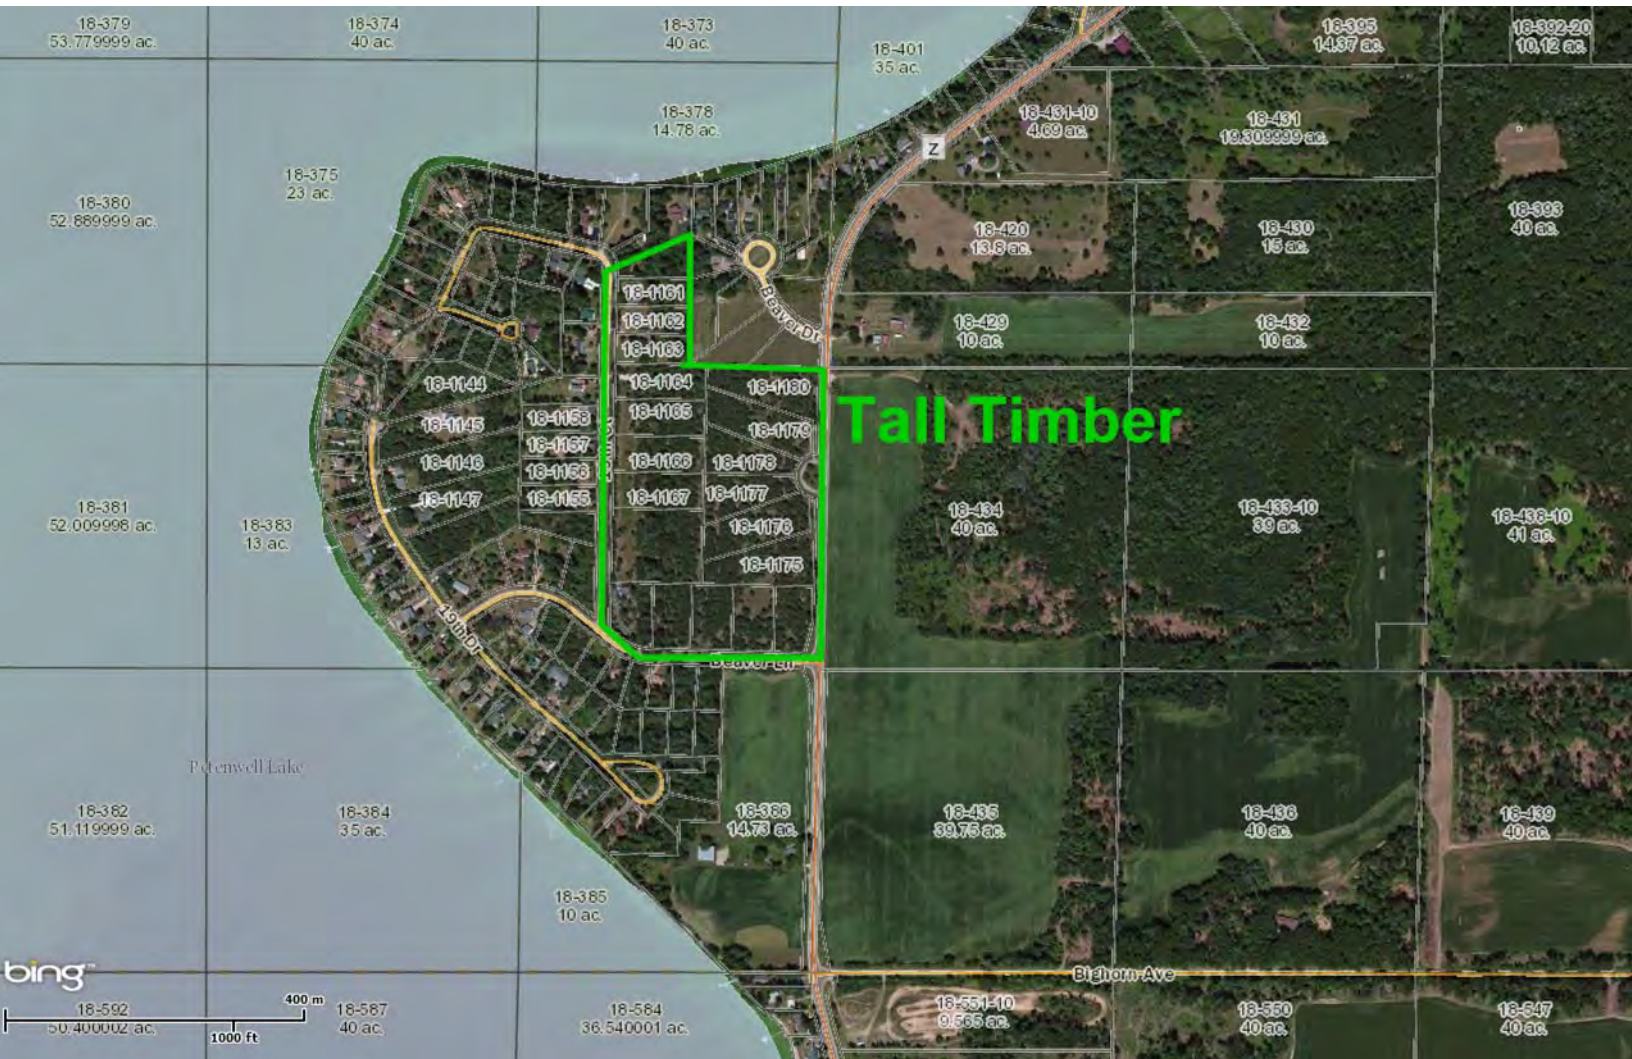 18-379
53.779999 ac.
18-374
40 ac.
18-373
40 ac.
18-401
35 ac.
18-395
14.37 ac.
18-392-20
10.12 ac.
18-378
14.78 ac.
18-431-10
4.69 ac.
18-431
19.309999 ac.
Z
18-375
23 ac.
18-380
52.889999 ac.
18-420
13.8 ac.
18-430
15 ac.
18-393
40 ac.
18-1161
18-1162
18-1163
Beaver Dr
18-429
10 ac.
18-432
10 ac.
18-1144
18-1145
18-1146
18-1147
18-1158
18-1157
18-1156
18-1155
18-1164
18-1165
18-1166
18-1167
18-1180
18-1179
18-1178
18-1177
18-1176
18-1175
Tall Timber
18-381
52.009998 ac.
18-383
13 ac.
18-434
40 ac.
18-433-10
39 ac.
18-438-10
41 ac.
19th Dr
Beaver Ln
Petenwell Lake
18-382
51.119999 ac.
18-384
35 ac.
18-386
14.73 ac.
18-435
39.75 ac.
18-436
40 ac.
18-439
40 ac.
18-385
10 ac.
bing™
Bighorn Ave
400 m
1000 ft
18-592
50.400002 ac.
18-587
40 ac.
18-584
36.540001 ac.
18-551-10
9.565 ac.
18-550
40 ac.
18-547
40 ac.